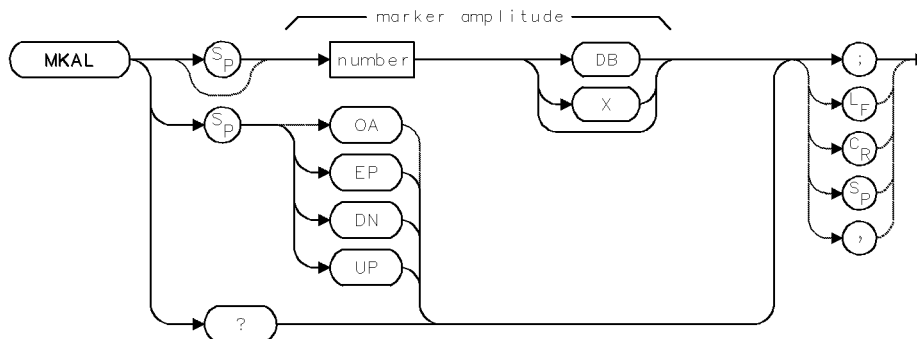 marker amplitude
MKAL
SP
number
DB
X
;
LF
CR
SP
,
SP
OA
EP
DN
UP
?